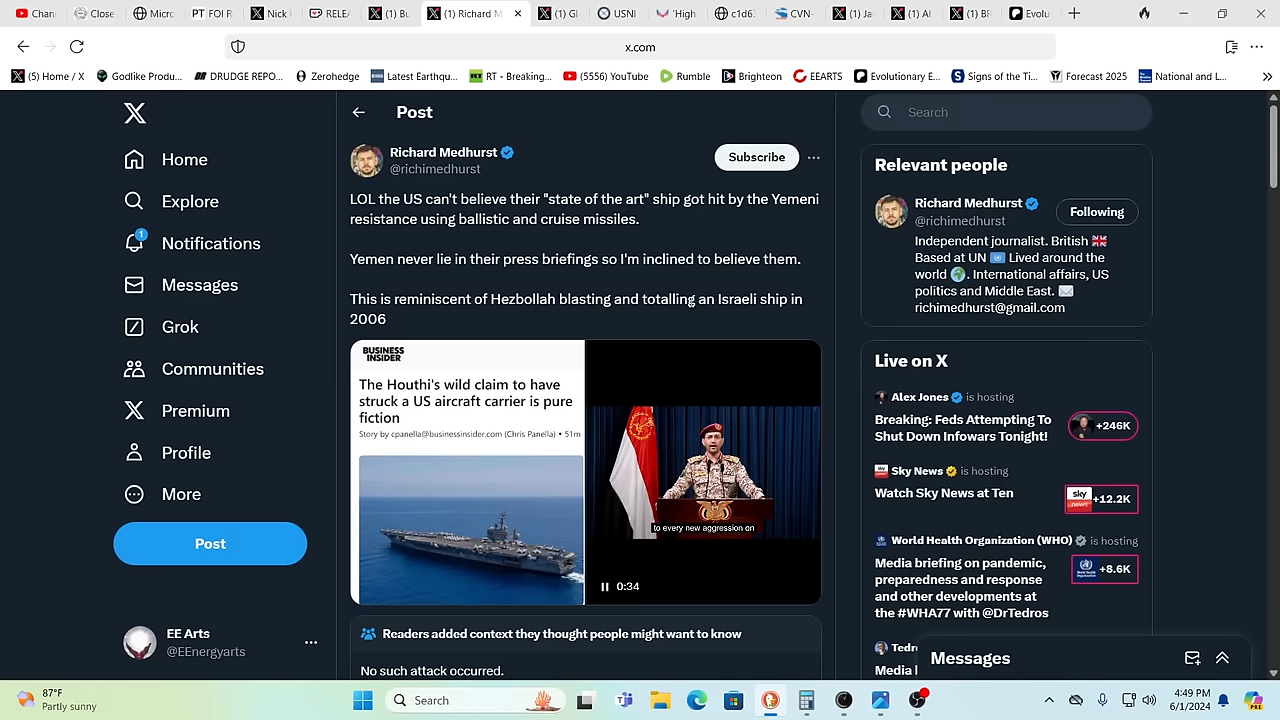 Chan
Close
Micro
PT FOI R
Nick
RELEA
(1) Bu
(1) Richard M
(1) Gl
USNI
'High
c1d6:
CVN-
(1) Ja
(1) Al
(1) BI
Evolu
x.com
(5) Home / X
Godlike Produ...
DRUDGE REPO...
Zerohedge
Latest Earthqu...
RT - Breaking...
(5556) YouTube
Rumble
Brighteon
EEARTS
Evolutionary E...
Signs of the Ti...
Forecast 2025
National and L...
Home
Explore
1
Notifications
Messages
Grok
Communities
Premium
Profile
More
Post
EE Arts
@EEnergyarts
Post
Richard Medhurst
@richimedhurst
Subscribe
LOL the US can't believe their "state of the art" ship got hit by the Yemeni
resistance using ballistic and cruise missiles.
Yemen never lie in their press briefings so I'm inclined to believe them.
This is reminiscent of Hezbollah blasting and totalling an Israeli ship in
2006
BUSINESS
INSIDER
The Houthi's wild claim to have
struck a US aircraft carrier is pure
fiction
Story by cpanella@businessinsider.com (Chris Panella) • 51m
to every new aggression on
0:34
Readers added context they thought people might want to know
No such attack occurred.
Search
Relevant people
Richard Medhurst
@richimedhurst
Following
Independent journalist. British
Based at UN Lived around the
world. International affairs, US
politics and Middle East.
richimedhurst@gmail.com
Live on X
Alex Jones is hosting
Breaking: Feds Attempting To
Shut Down Infowars Tonight!
+246K
Sky News is hosting
Watch Sky News at Ten
sky
news
+12.2K
World Health Organization (WHO) is hosting
Media briefing on pandemic,
preparedness and response
and other developments at
the #WHA77 with @DrTedros
+8.6K
Tedr
Media
Messages
87°F
Partly sunny
Search
4:49 PM
6/1/2024
PRE